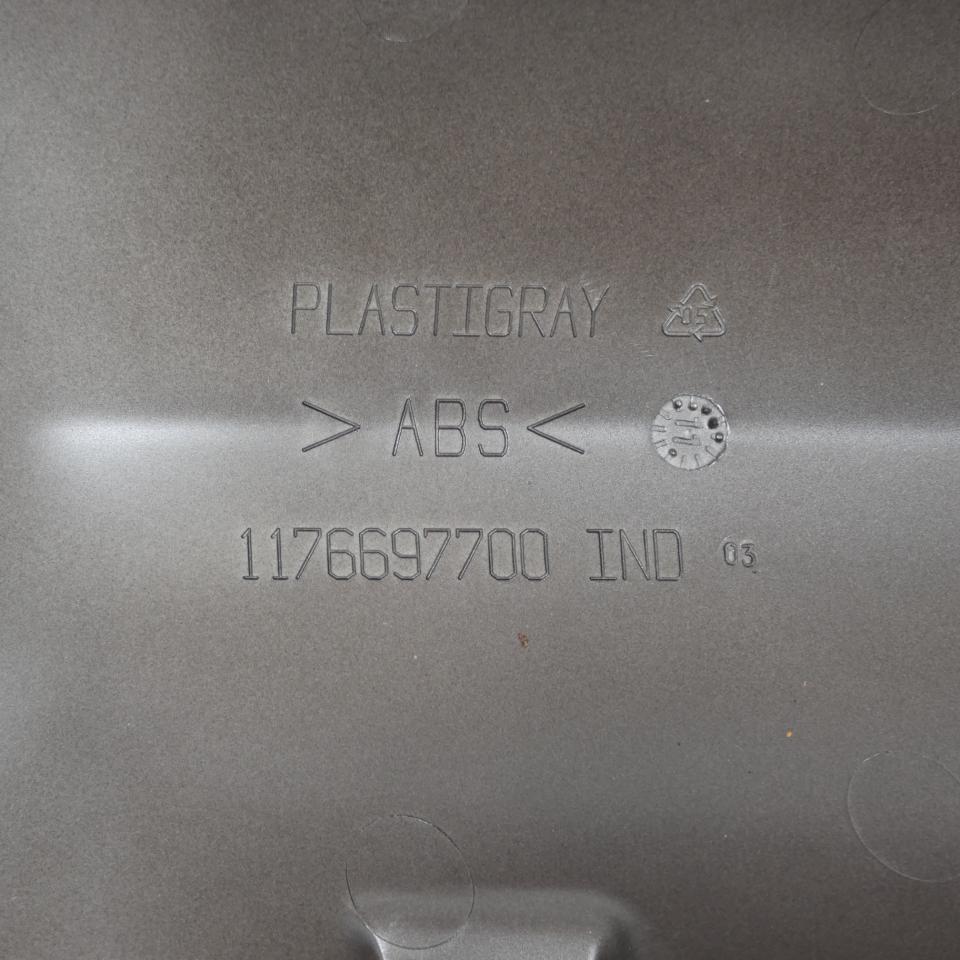 PLASTIGRAY 05
> ABS < 11
1176697700 IND 03